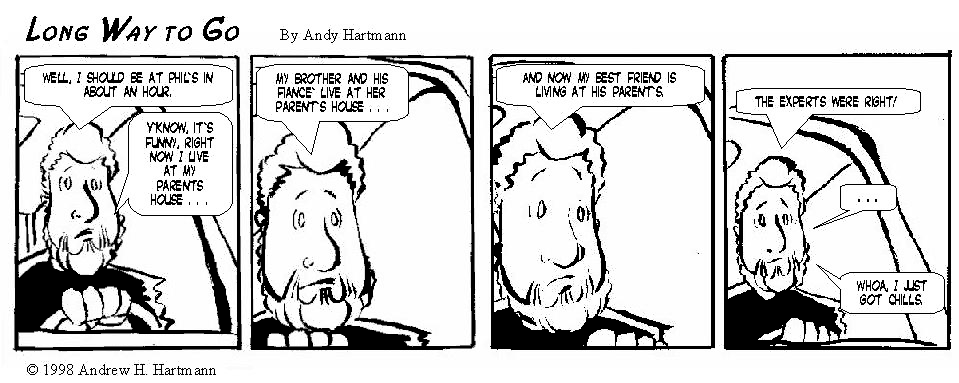 Long Way to Go
By Andy Hartmann
WELL, I SHOULD BE AT PHIL'S IN
ABOUT AN HOUR.
Y'KNOW, IT'S
FUNNY, RIGHT
NOW I LIVE
AT MY
PARENTS
HOUSE . . .
MY BROTHER AND HIS
FIANCE' LIVE AT HER
PARENT'S HOUSE . . .
AND NOW MY BEST FRIEND IS
LIVING AT HIS PARENT'S.
THE EXPERTS WERE RIGHT!
. . .
WHOA, I JUST
GOT CHILLS.
© 1998 Andrew H. Hartmann